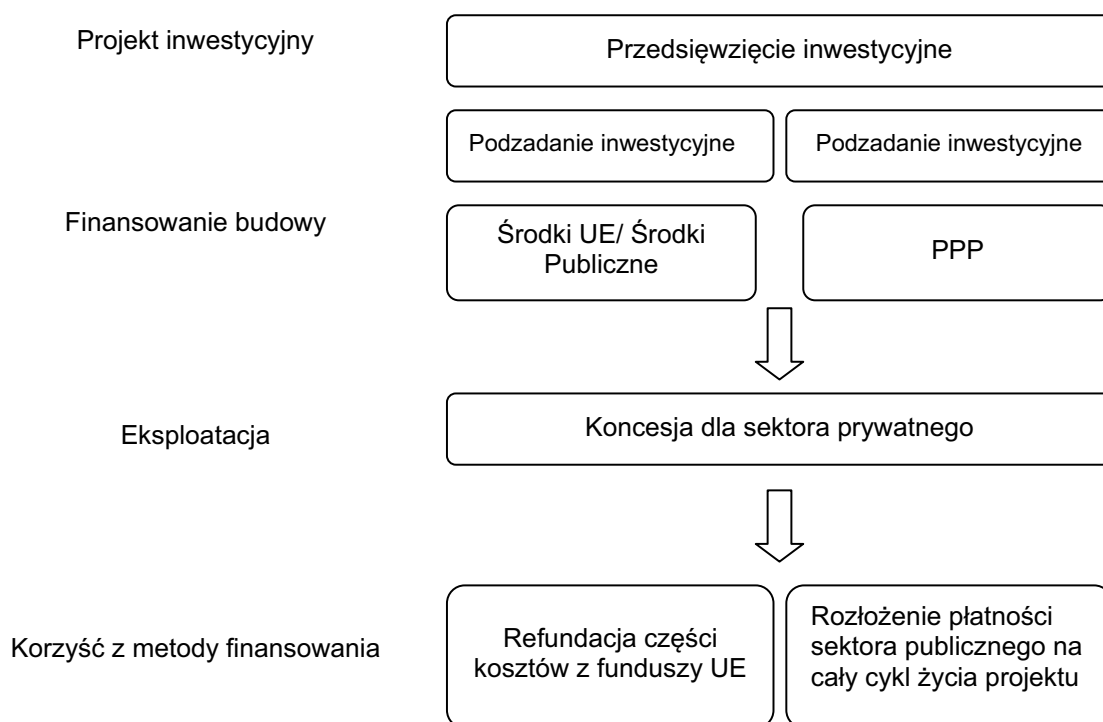 Projekt inwestycyjny
Przedsięwzięcie inwestycyjne
Podzadanie inwestycyjne
Podzadanie inwestycyjne
Finansowanie budowy
Środki UE/ Środki
Publiczne
PPP
Eksploatacja
Koncesja dla sektora prywatnego
Korzyść z metody finansowania
Refundacja części
kosztów z funduszy UE
Rozłożenie płatności
sektora publicznego na
cały cykl życia projektu